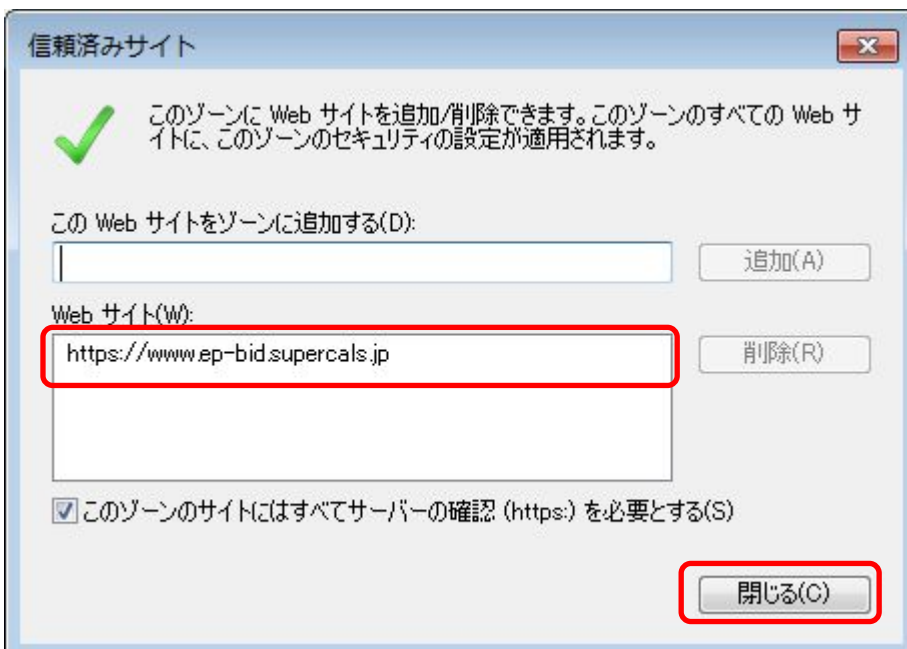 信頼済みサイト
このゾーンに Web サイトを追加/削除できます。このゾーンのすべての Web サ
イトに、このゾーンのセキュリティの設定が適用されます。
この Web サイトをゾーンに追加する(D):
追加(A)
Web サイト(W):
https://www.ep-bid.supercals.jp
削除(R)
このゾーンのサイトにはすべてサーバーの確認 (https:) を必要とする(S)
閉じる(C)